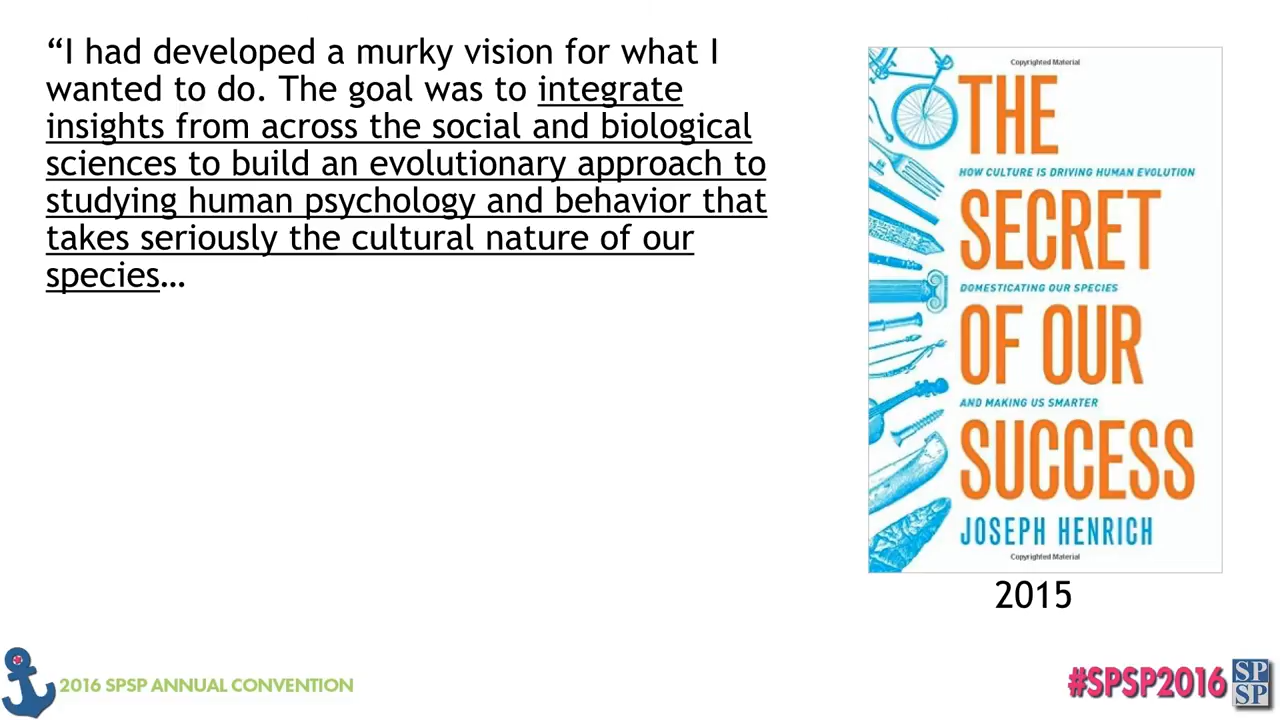 “I had developed a murky vision for what I
wanted to do. The goal was to integrate
insights from across the social and biological
sciences to build an evolutionary approach to
studying human psychology and behavior that
takes seriously the cultural nature of our
species…
Copyrighted Material
THE
HOW CULTURE IS DRIVING HUMAN EVOLUTION
SECRET
DOMESTICATING OUR SPECIES
OF OUR
AND MAKING US SMARTER
SUCCESS
JOSEPH HENRICH
Copyrighted Material
2015
2016 SPSP ANNUAL CONVENTION
#SPSP2016
SP
SP